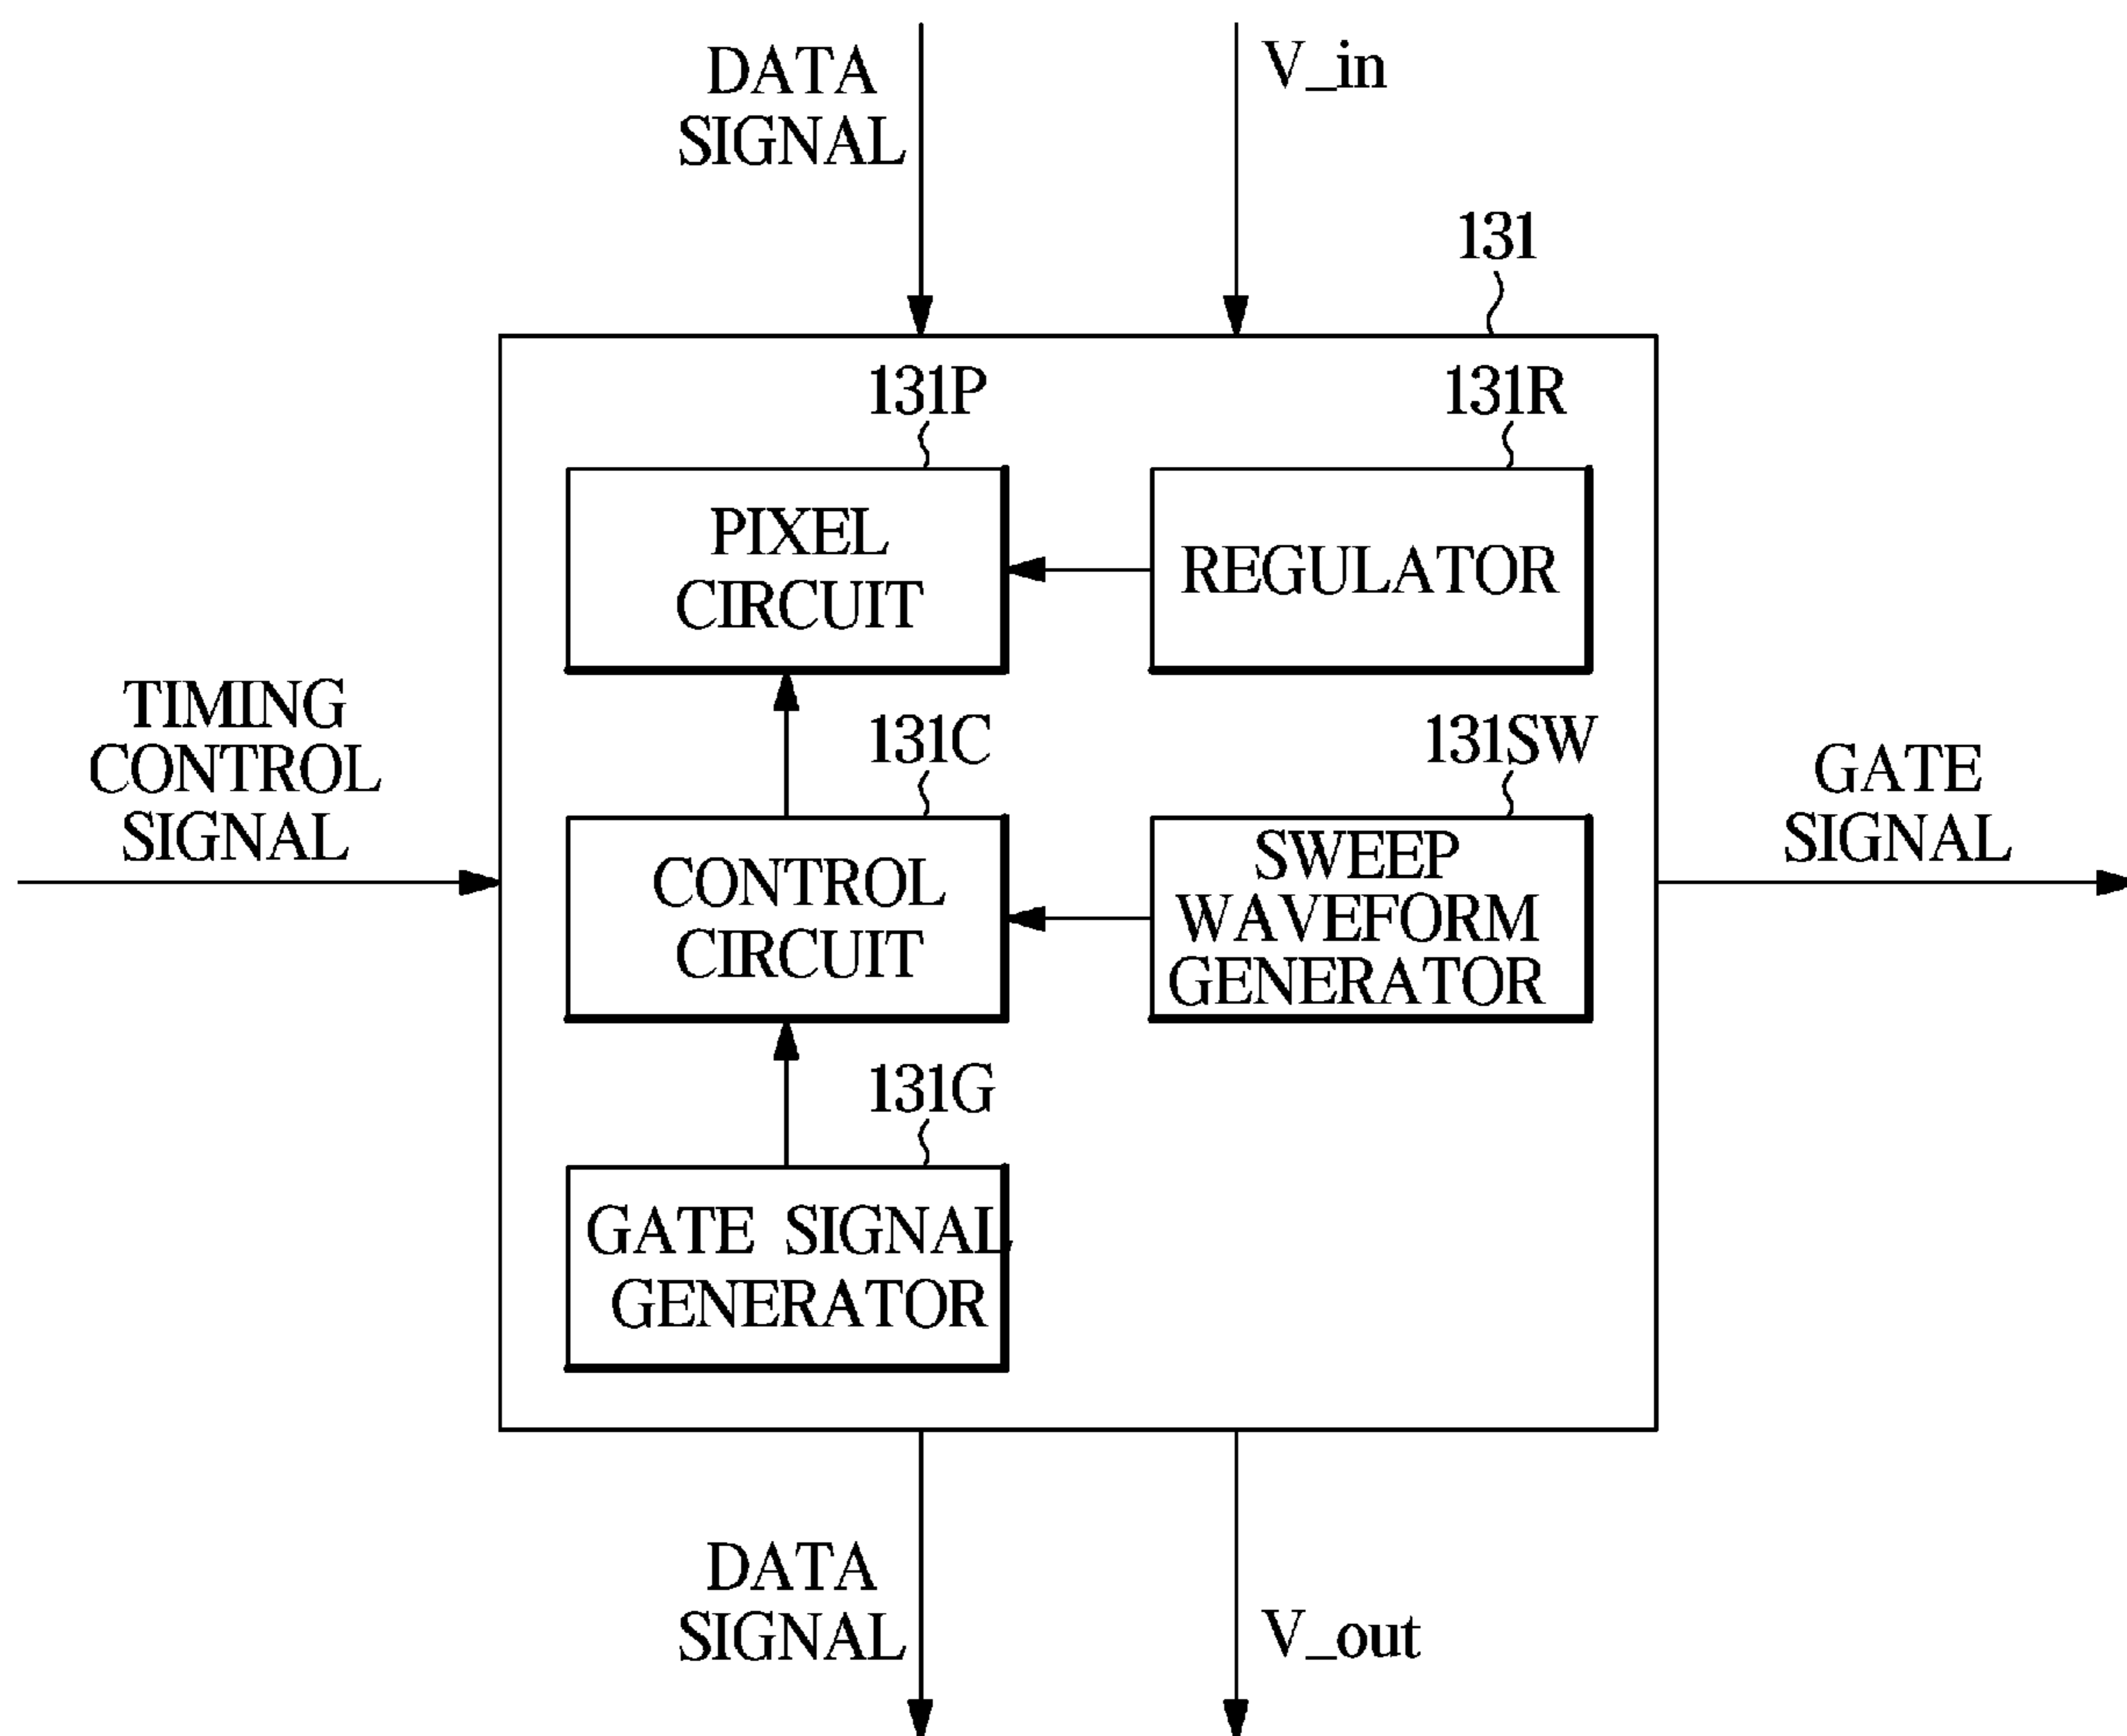 DATA
SIGNAL
V_in
131
131P
131R
PIXEL
CIRCUIT
REGULATOR
TIMING
CONTROL
SIGNAL
131C
131SW
GATE
SIGNAL
CONTROL
CIRCUIT
SWEEP
WAVEFORM
GENERATOR
131G
GATE SIGNAL
GENERATOR
DATA
SIGNAL
V_out